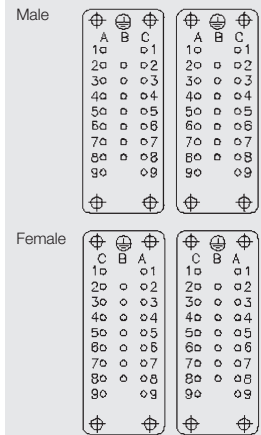 Male
A B C A B C
1 1 1 1
2 2 2 2
3 3 3 3
4 4 4 4
5 5 5 5
6 6 6 6
7 7 7 7
8 8 8 8
9 9 9 9
Female
C B A C B A
1 1 1 1
2 2 2 2
3 3 3 3
4 4 4 4
5 5 5 5
6 6 6 6
7 7 7 7
8 8 8 8
9 9 9 9